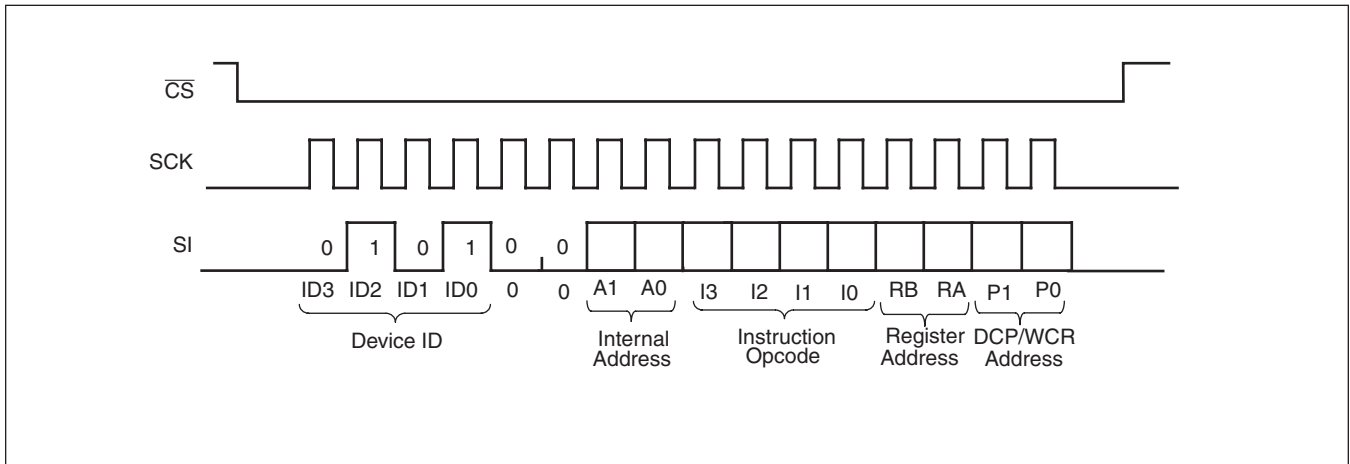 CS
SCK
SI
0 1 0 1 0 0
ID3 ID2 ID1 ID0 0 0 A1 A0 I3 I2 I1 I0 RB RA P1 P0
Device ID
Internal
Address
Instruction
Opcode
Register
Address
DCP/WCR
Address